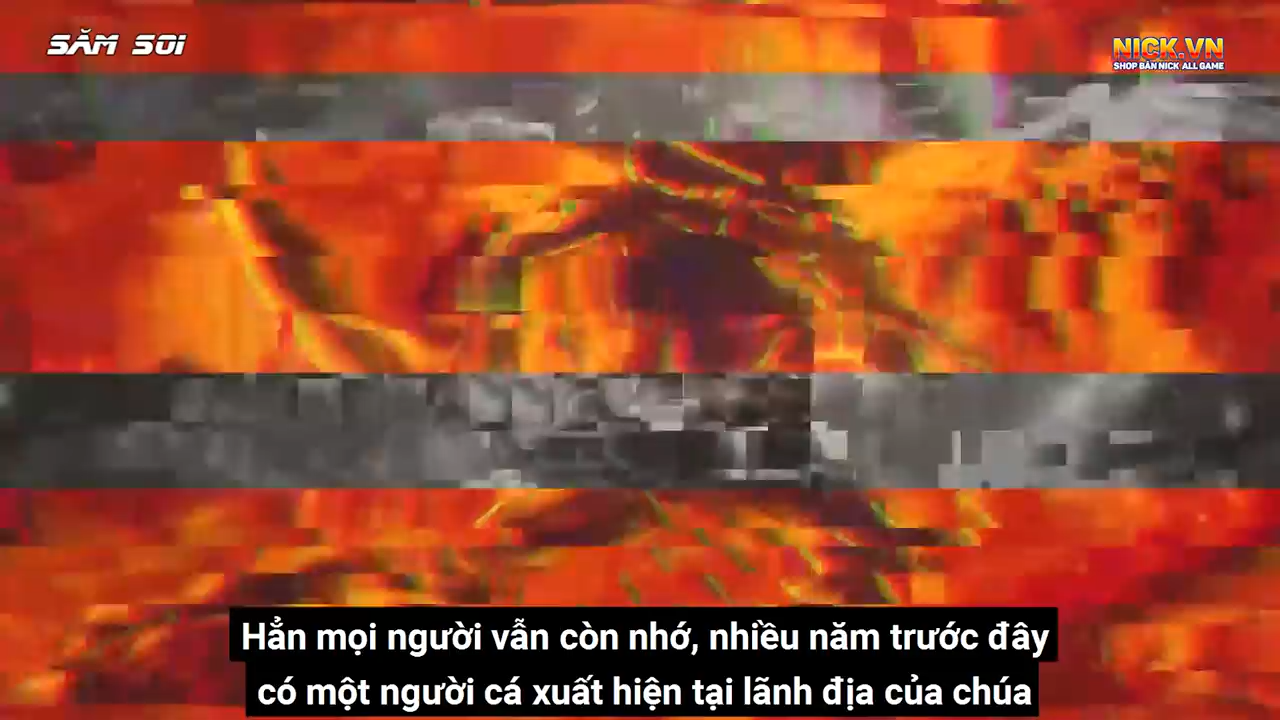 SĂM SOI
NICK.VN
SHOP BÁN NICK ALL GAME
Hẳn mọi người vẫn còn nhớ, nhiều năm trước đây
có một người cá xuất hiện tại lãnh địa của chúa